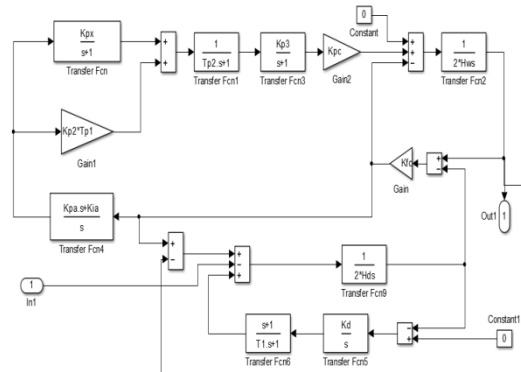 0
Constant
Kpx
s+1
Transfer Fcn
+
+
1
Tp2.s+1
Transfer Fcn1
Kp3
s+1
Transfer Fcn3
Kpc
Gain2
+
+
−
1
2*Hws
Transfer Fcn2
Kp2*Tp1
Gain1
Kfc
Gain
+
−
Out1
1
Kpa.s+Kia
s
Transfer Fcn4
+
−
+
−
+
1
2*Hds
Transfer Fcn9
1
In1
s+1
T1.s+1
Transfer Fcn6
Kd
s
Transfer Fcn5
−
+
Constant1
0